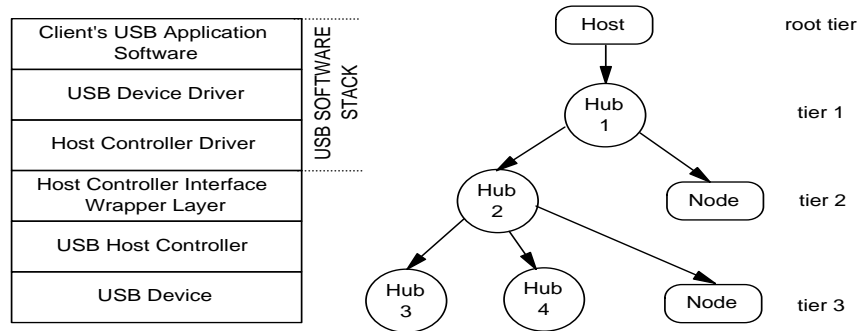 Client's USB Application
Software
USB Device Driver
Host Controller Driver
Host Controller Interface
Wrapper Layer
USB Host Controller
USB Device
USB SOFTWARE
STACK
Host
root tier
Hub
1
tier 1
Hub
2
Node
tier 2
Hub
3
Hub
4
Node
tier 3